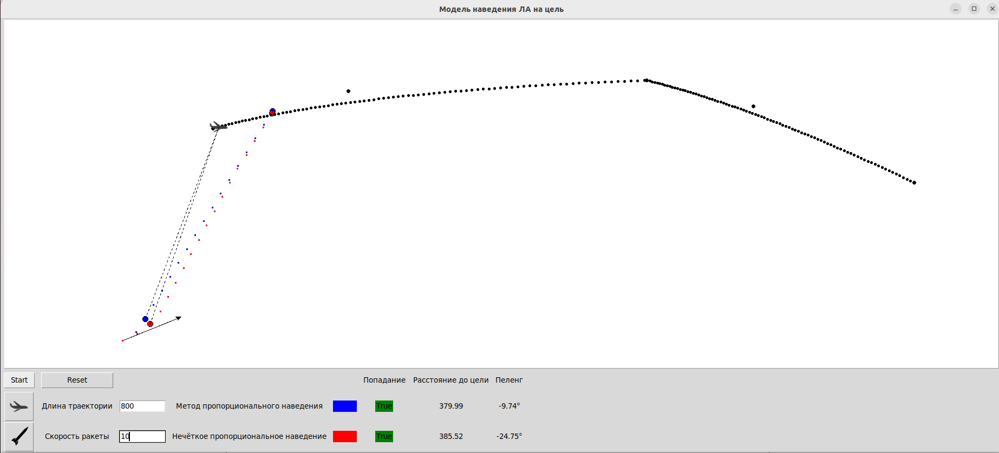 Модель наведения ЛА на цель
Start Reset Попадание Расстояние до цели Пеленг
Длина траектории 800 Метод пропорционального наведения True 379.99 -9.74°
Скорость ракеты 10 Нечёткое пропорциональное наведение True 385.52 -24.75°